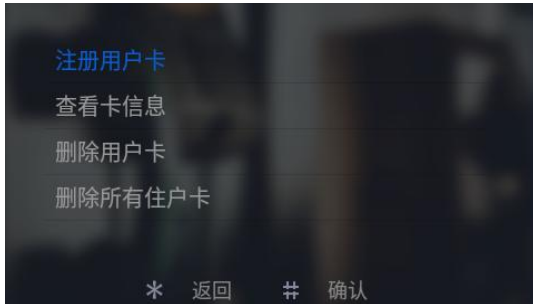 注册用户卡
查看卡信息
删除用户卡
删除所有住户卡
* 返回 # 确认